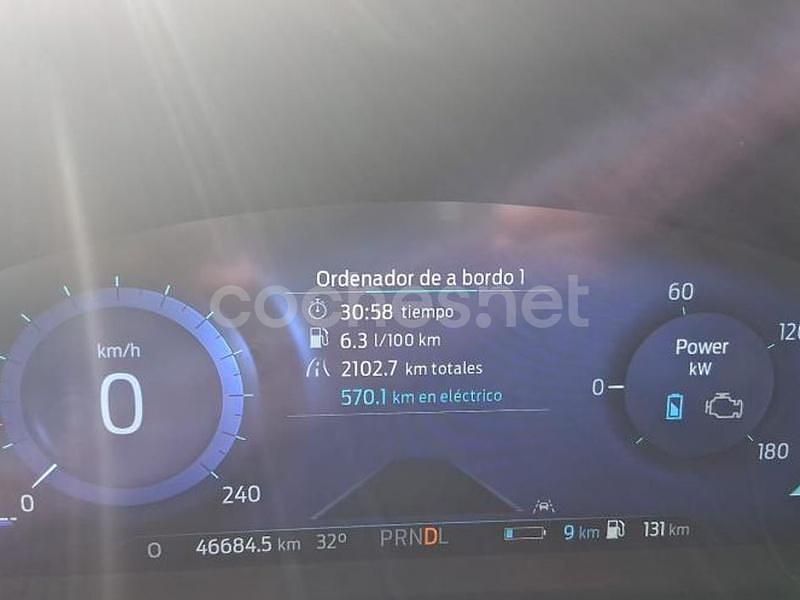 Ordenador de a bordo 1
coches.net
30:58 tiempo
6.3 l/100 km
2102.7 km totales
570.1 km en eléctrico
km/h
0
0
240
60
120
Power
kW
0
180
O 46684.5 km 32º PRNDL 9 km 131 km